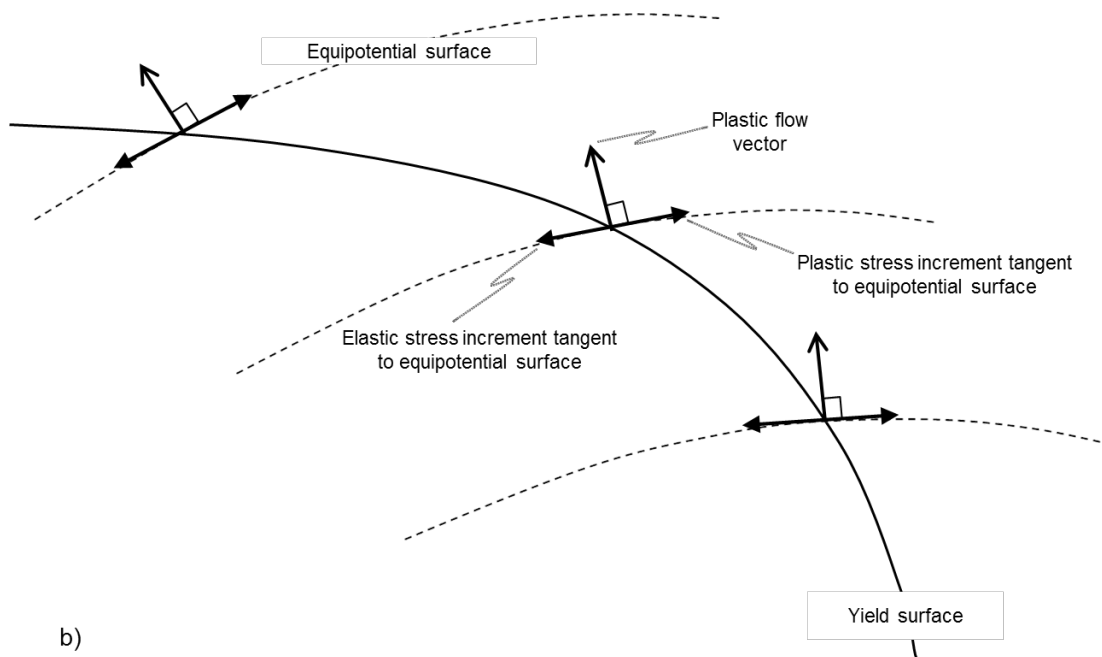 Equipotential surface
Plastic flow
vector
Plastic stress increment tangent
to equipotential surface
Elastic stress increment tangent
to equipotential surface
Yield surface
b)